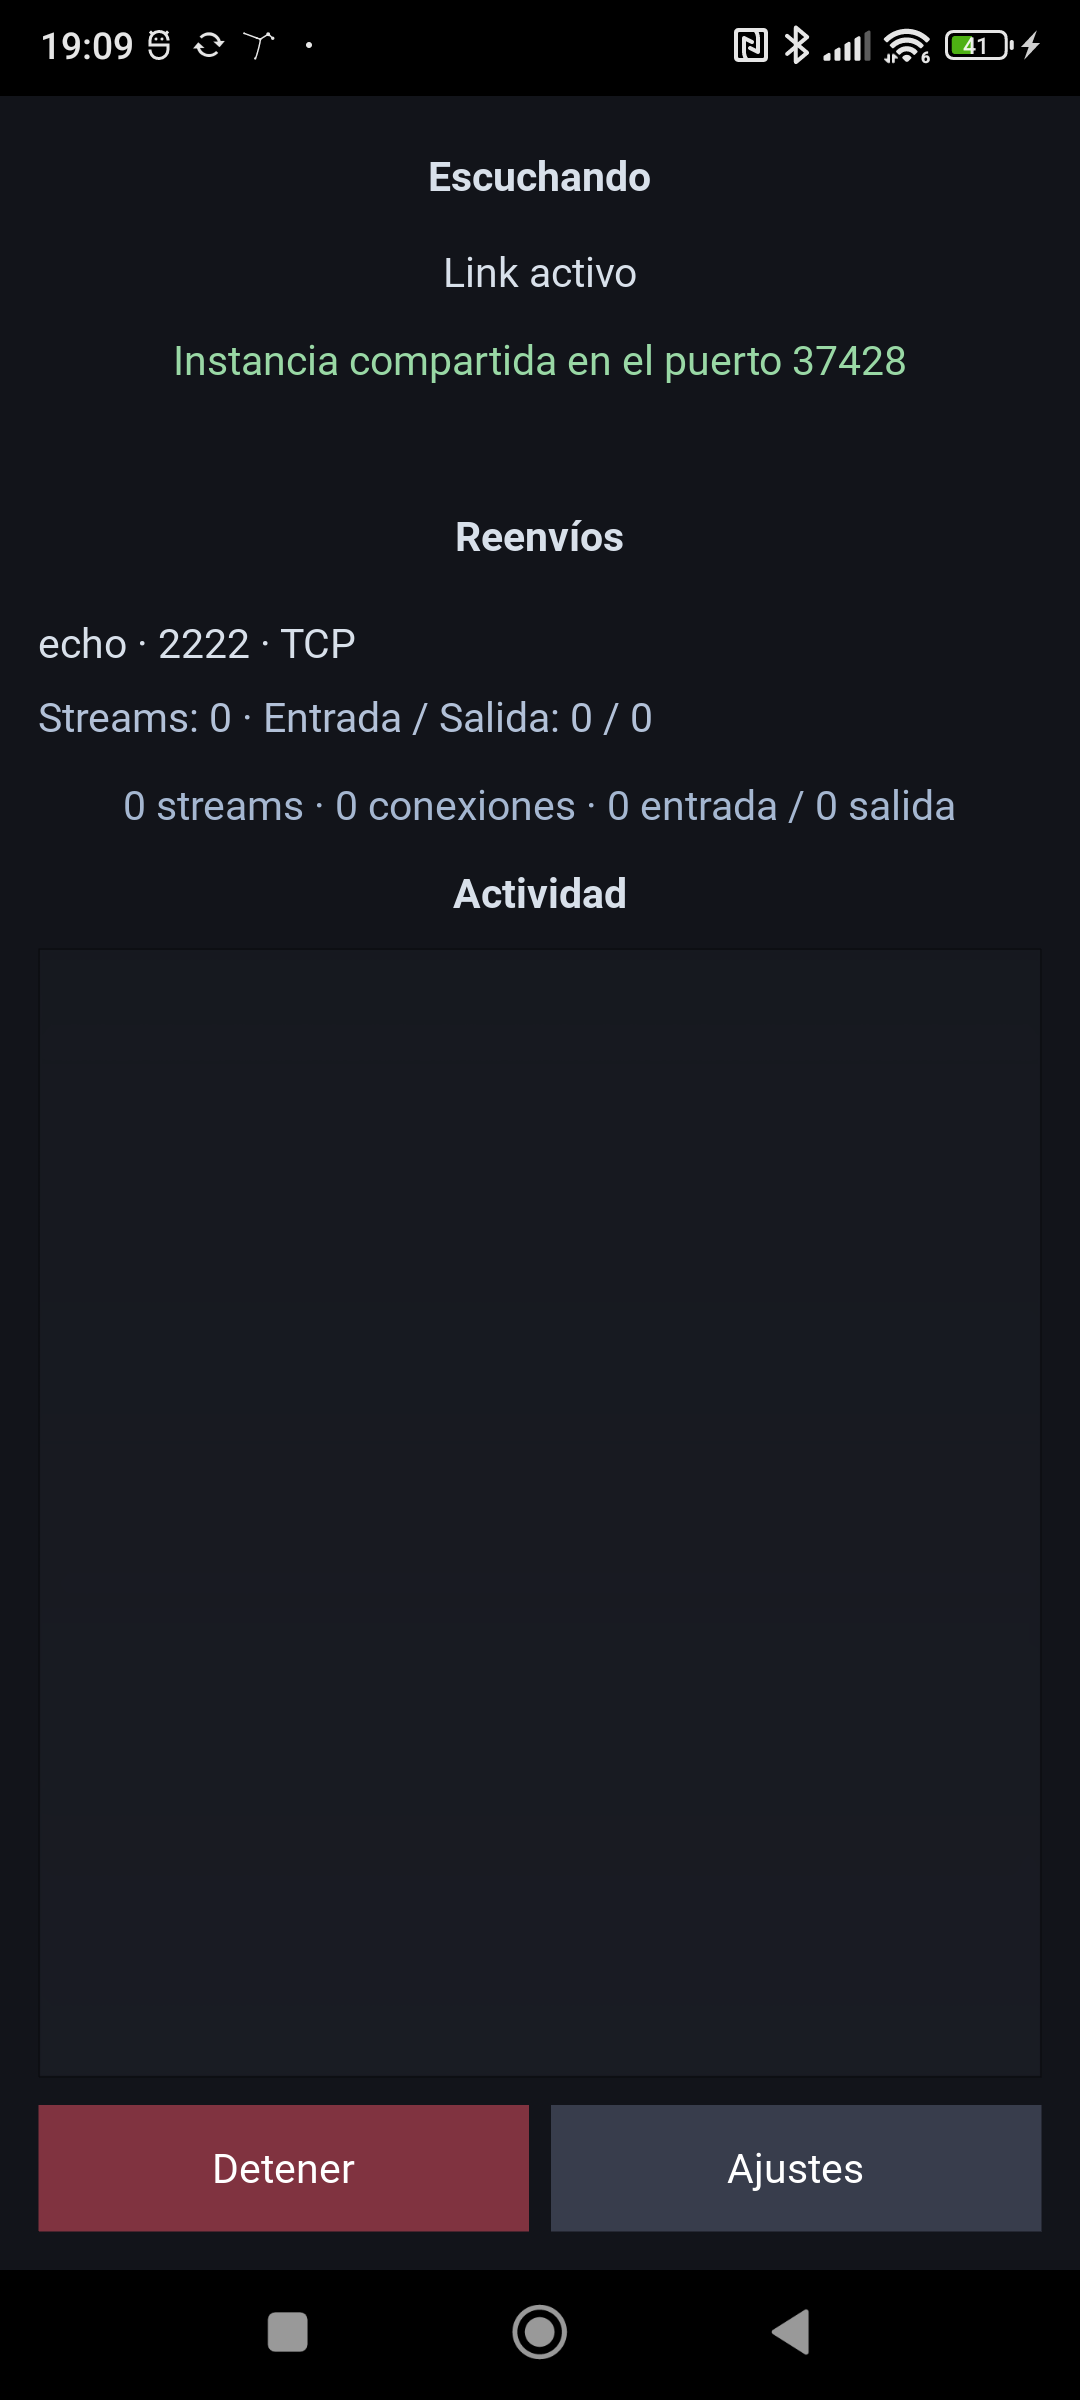 19:09
6
41
Escuchando
Link activo
Instancia compartida en el puerto 37428
Reenvíos
echo · 2222 · TCP
Streams: 0 · Entrada / Salida: 0 / 0
0 streams · 0 conexiones · 0 entrada / 0 salida
Actividad
Detener
Ajustes